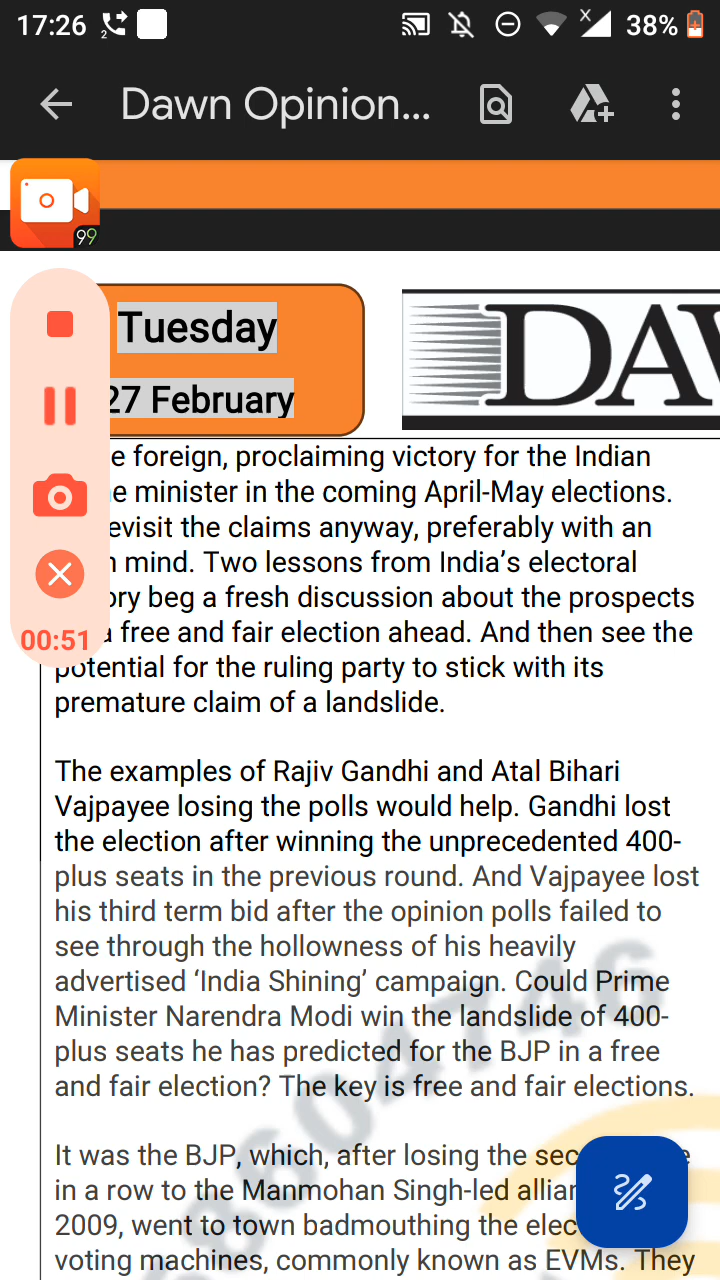 17:26
2
X
38%
Dawn Opinion...
99
Tuesday
27 February
DAW
foreign, proclaiming victory for the Indian
minister in the coming April-May elections.
the claims anyway, preferably with an
mind. Two lessons from India's electoral
beg a fresh discussion about the prospects
00:51
free and fair election ahead. And then see the
potential for the ruling party to stick with its
premature claim of a landslide.
The examples of Rajiv Gandhi and Atal Bihari
Vajpayee losing the polls would help. Gandhi lost
the election after winning the unprecedented 400-
plus seats in the previous round. And Vajpayee lost
his third term bid after the opinion polls failed to
see through the hollowness of his heavily
advertised ‘India Shining’ campaign. Could Prime
Minister Narendra Modi win the landslide of 400-
plus seats he has predicted for the BJP in a free
and fair election? The key is free and fair elections.
It was the BJP, which, after losing the
in a row to the Manmohan Singh-led
2009, went to town badmouthing the
voting machines, commonly known as EVMs. They
8604746